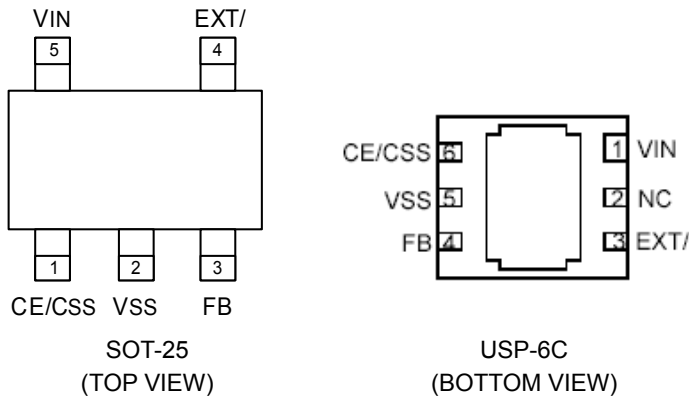 VIN EXT/
5 4
1 2 3
CE/CSS VSS FB
SOT-25
(TOP VIEW)
CE/CSS 6 1 VIN
VSS 5 2 NC
FB 4 3 EXT/
USP-6C
(BOTTOM VIEW)